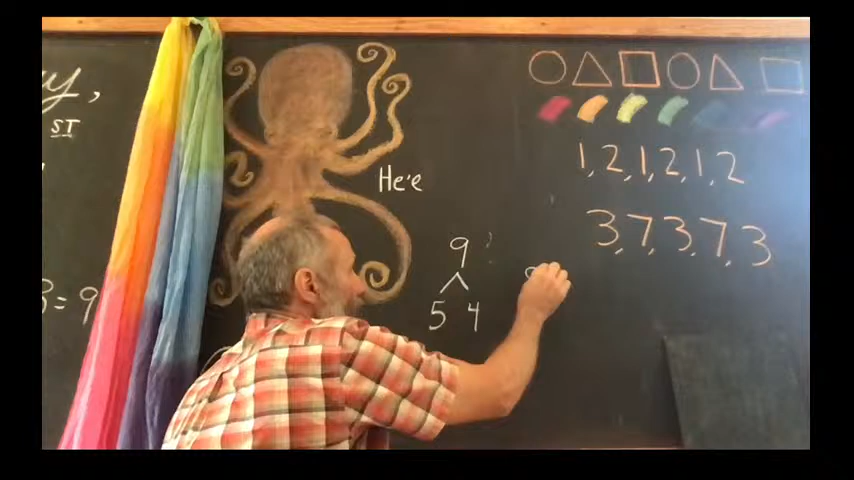 y,
ST
= 9
He'e
9
5 4
1, 2, 1, 2, 1, 2
3, 7, 3, 7, 3